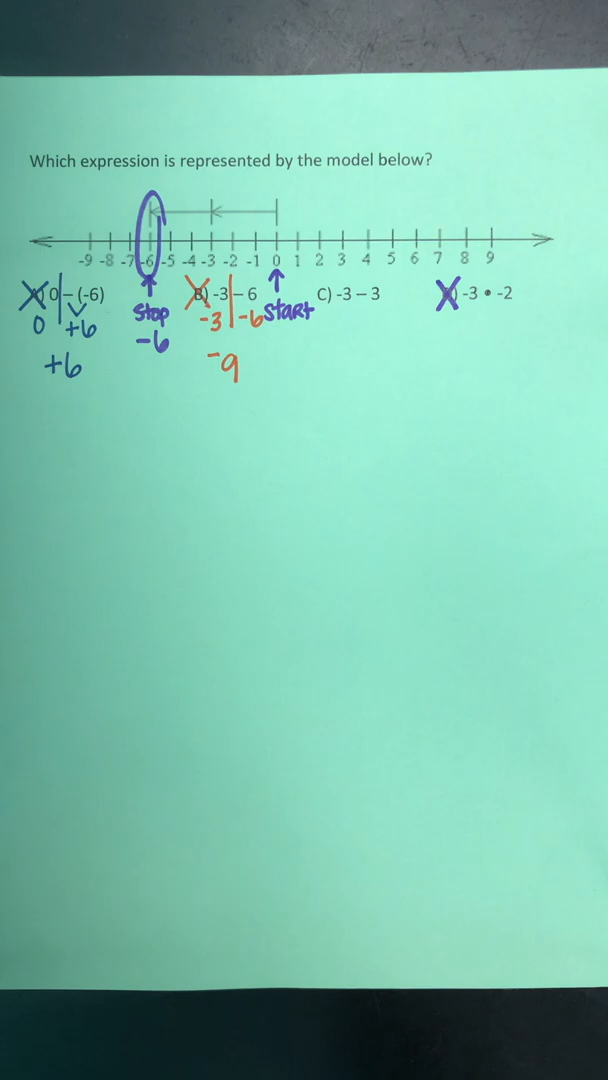 Which expression is represented by the model below?
-9 -8 -7 -6 -5 -4 -3 -2 -1 0 1 2 3 4 5 6 7 8 9
0 - (-6) B) -3 - 6 C) -3 – 3 -3 • -2
0 +6 Stop -3 -6 START
+6 -6 -9